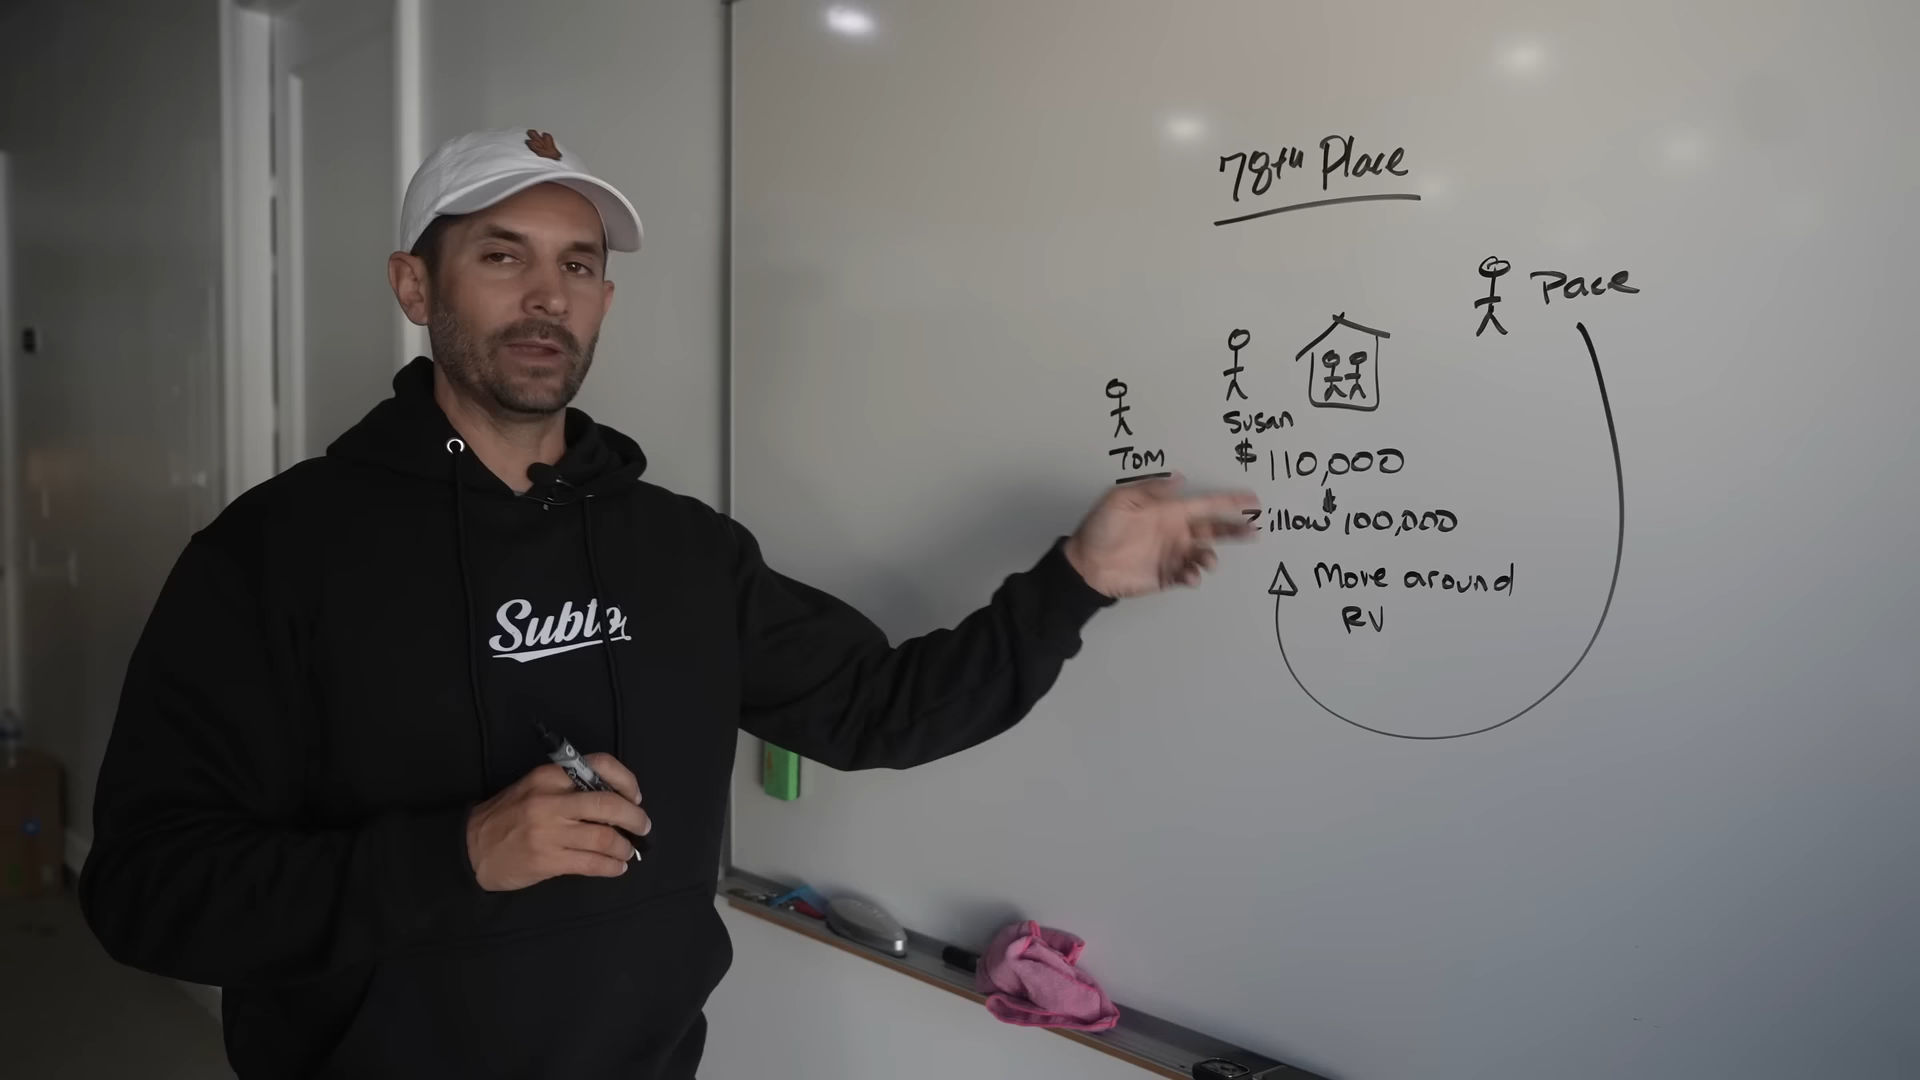 78th Place
Pace
Susan
Tom
$ 110,000
Zillow $ 100,000
Move around
RV
Subto